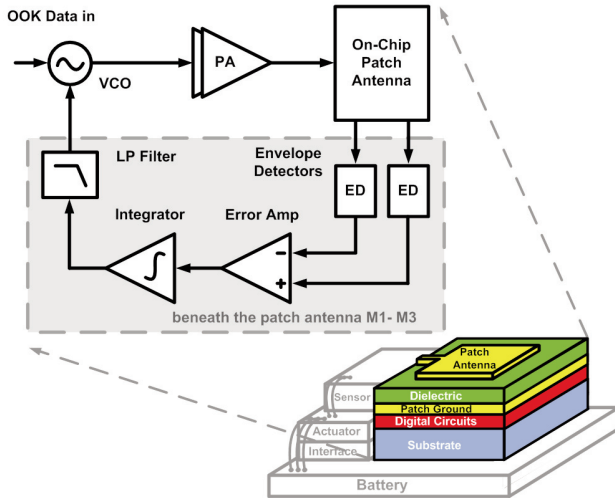 OOK Data in
VCO
PA
On-Chip
Patch
Antenna
LP Filter
Envelope
Detectors
ED
ED
Integrator
Error Amp
∫
−
+
beneath the patch antenna M1- M3
Patch
Antenna
Sensor
Dielectric
Patch Ground
Actuator
Digital Circuits
Interface
Substrate
Battery